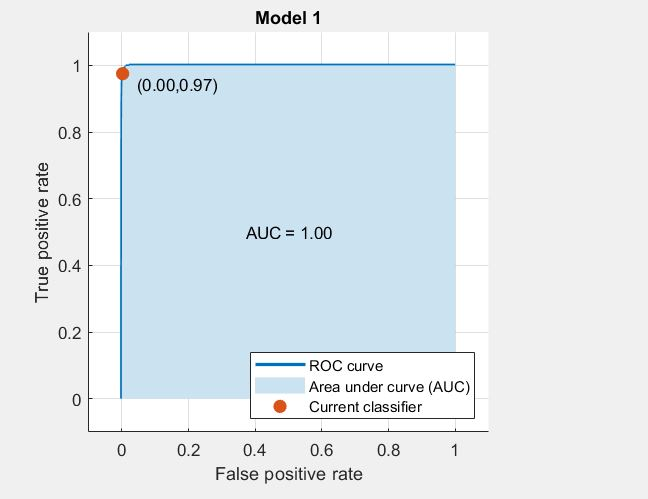 Model 1
1
(0.00,0.97)
0.8
0.6
True positive rate
AUC = 1.00
0.4
0.2
ROC curve
Area under curve (AUC)
0
Current classifier
0 0.2 0.4 0.6 0.8 1
False positive rate